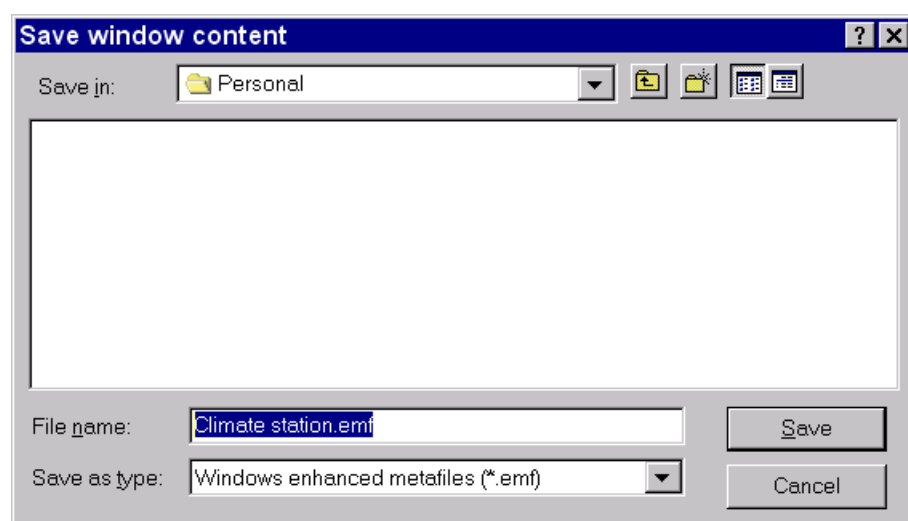 Save window content
Save in: Personal
File name: Climate station.emf
Save
Save as type: Windows enhanced metafiles (*.emf)
Cancel